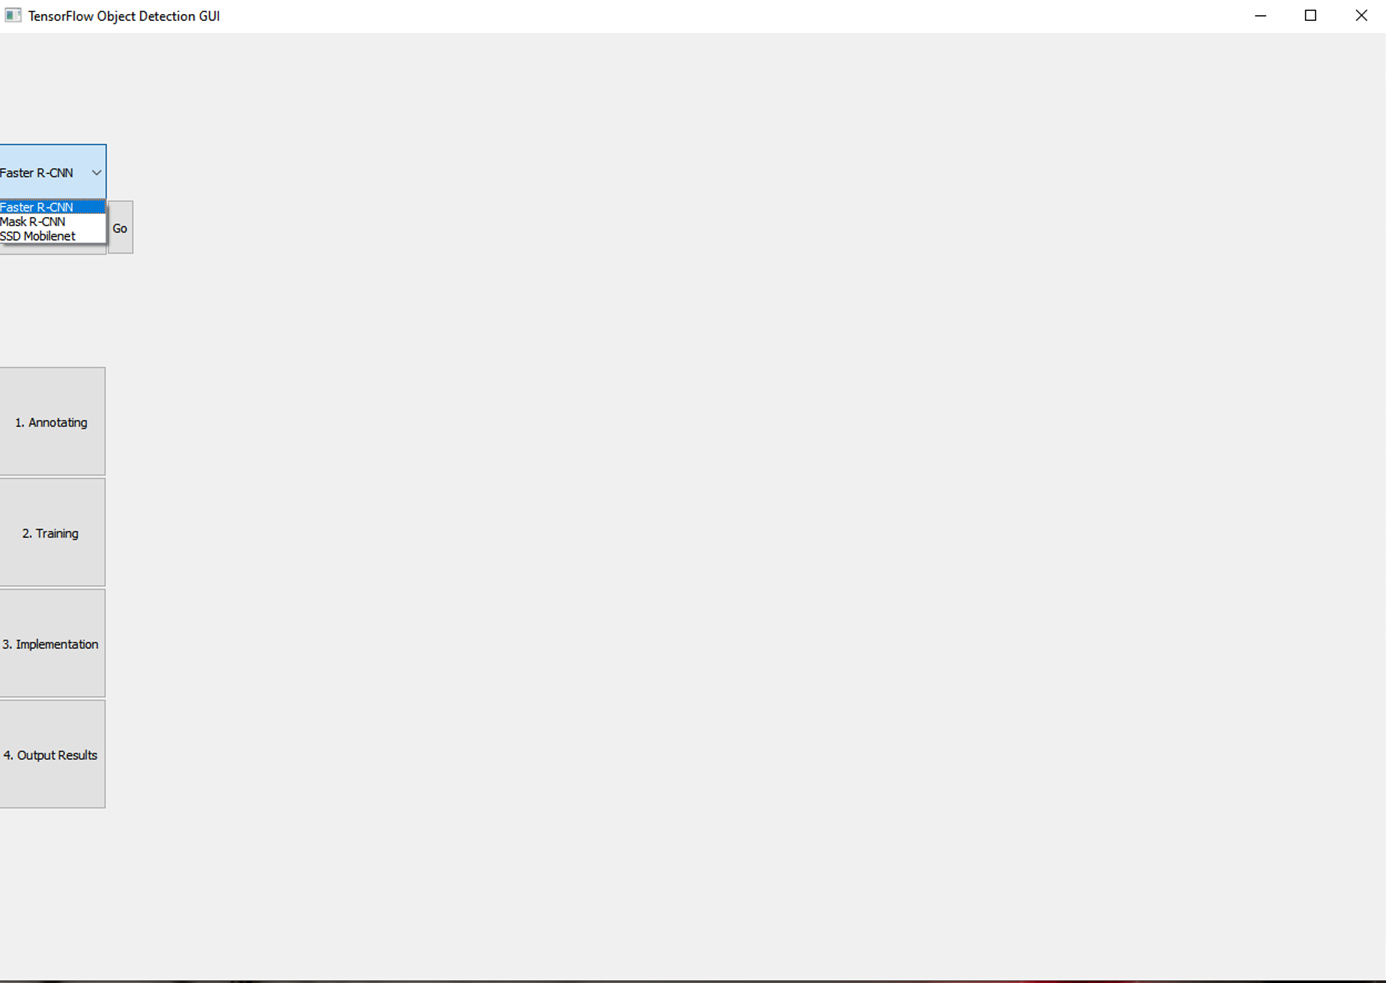 TensorFlow Object Detection GUI
Faster R-CNN
Faster R-CNN
Mask R-CNN
SSD Mobilenet
Go
1. Annotating
2. Training
3. Implementation
4. Output Results